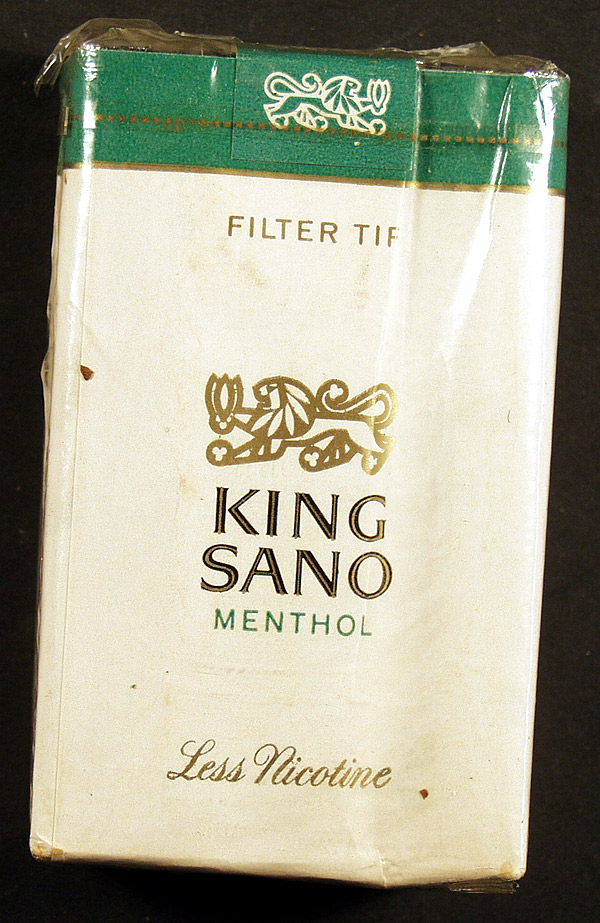 FILTER TIP
KING
SANO
MENTHOL
Less Nicotine